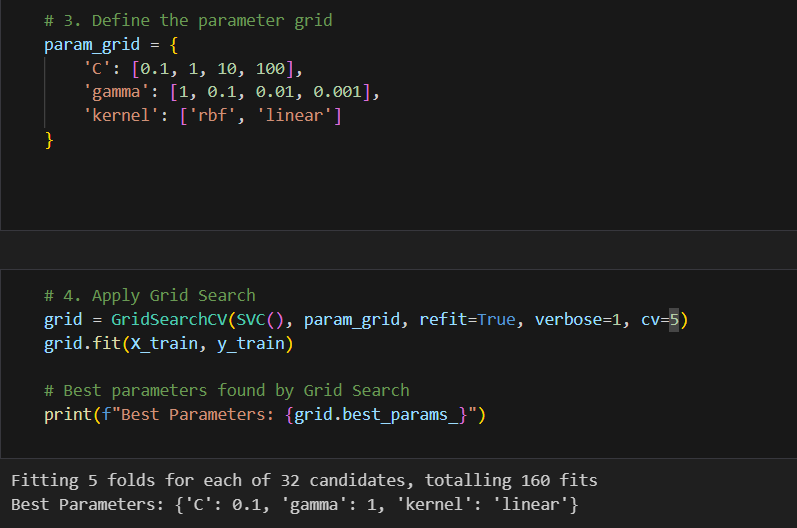 # 3. Define the parameter grid
param_grid = {
    'C': [0.1, 1, 10, 100],
    'gamma': [1, 0.1, 0.01, 0.001],
    'kernel': ['rbf', 'linear']
}
# 4. Apply Grid Search
grid = GridSearchCV(SVC(), param_grid, refit=True, verbose=1, cv=5)
grid.fit(X_train, y_train)
# Best parameters found by Grid Search
print(f"Best Parameters: {grid.best_params_}")
Fitting 5 folds for each of 32 candidates, totalling 160 fits
Best Parameters: {'C': 0.1, 'gamma': 1, 'kernel': 'linear'}